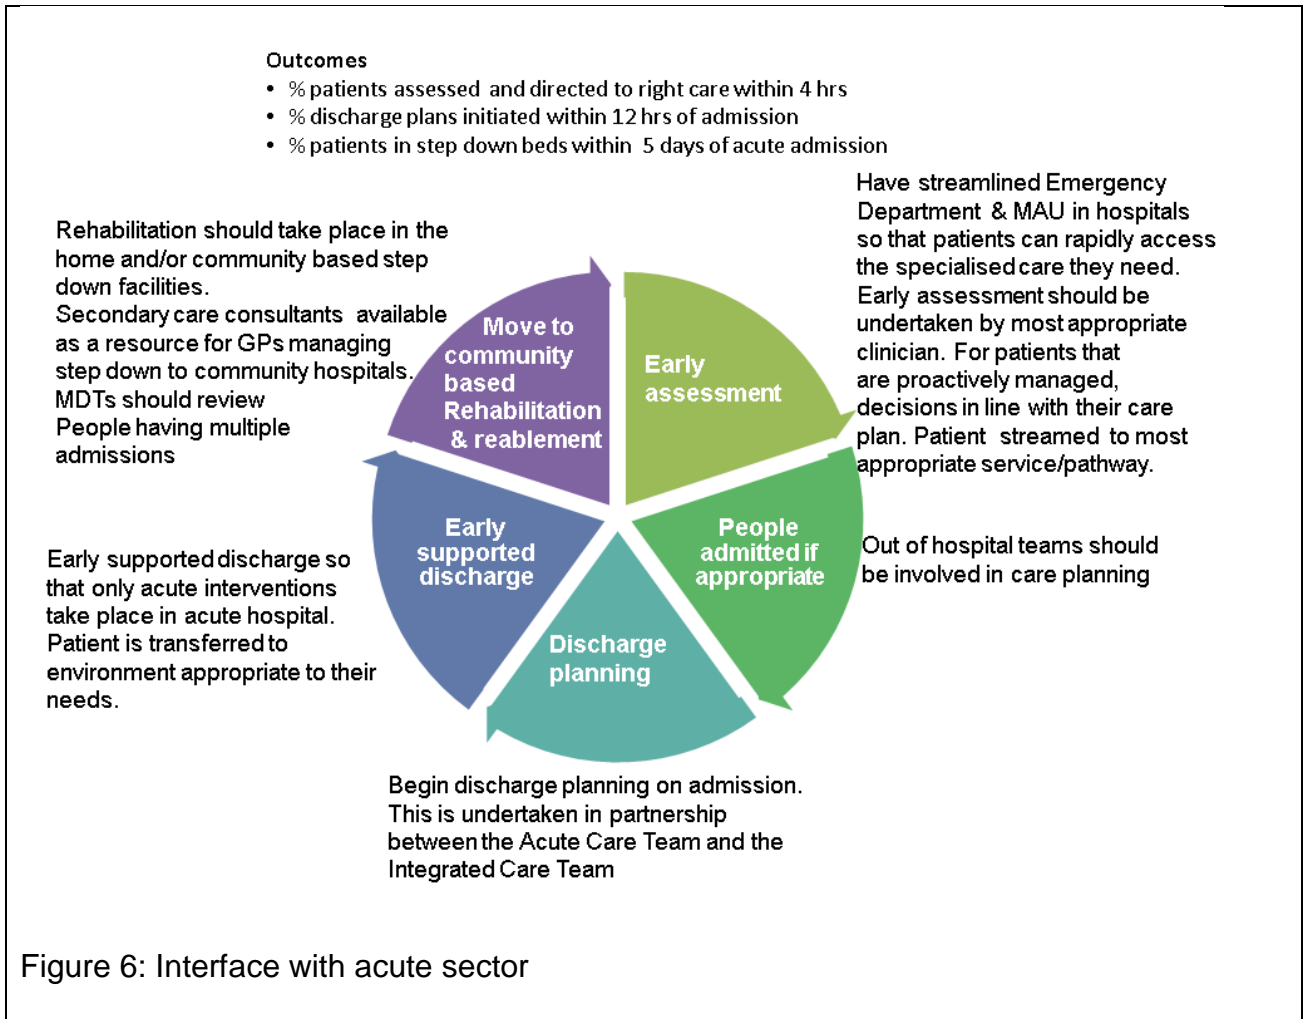 Outcomes
• % patients assessed and directed to right care within 4 hrs
• % discharge plans initiated within 12 hrs of admission
• % patients in step down beds within 5 days of acute admission
Have streamlined Emergency
Department & MAU in hospitals
so that patients can rapidly access
the specialised care they need.
Early assessment should be
undertaken by most appropriate
clinician. For patients that
are proactively managed,
decisions in line with their care
plan. Patient streamed to most
appropriate service/pathway.
Rehabilitation should take place in the
home and/or community based step
down facilities.
Secondary care consultants available
as a resource for GPs managing
step down to community hospitals.
MDTs should review
People having multiple
admissions
Move to
community
based
Rehabilitation
& reablement
Early
assessment
Early
supported
discharge
People
admitted if
appropriate
Out of hospital teams should
be involved in care planning
Early supported discharge so
that only acute interventions
take place in acute hospital.
Patient is transferred to
environment appropriate to their
needs.
Discharge
planning
Begin discharge planning on admission.
This is undertaken in partnership
between the Acute Care Team and the
Integrated Care Team
Figure 6: Interface with acute sector